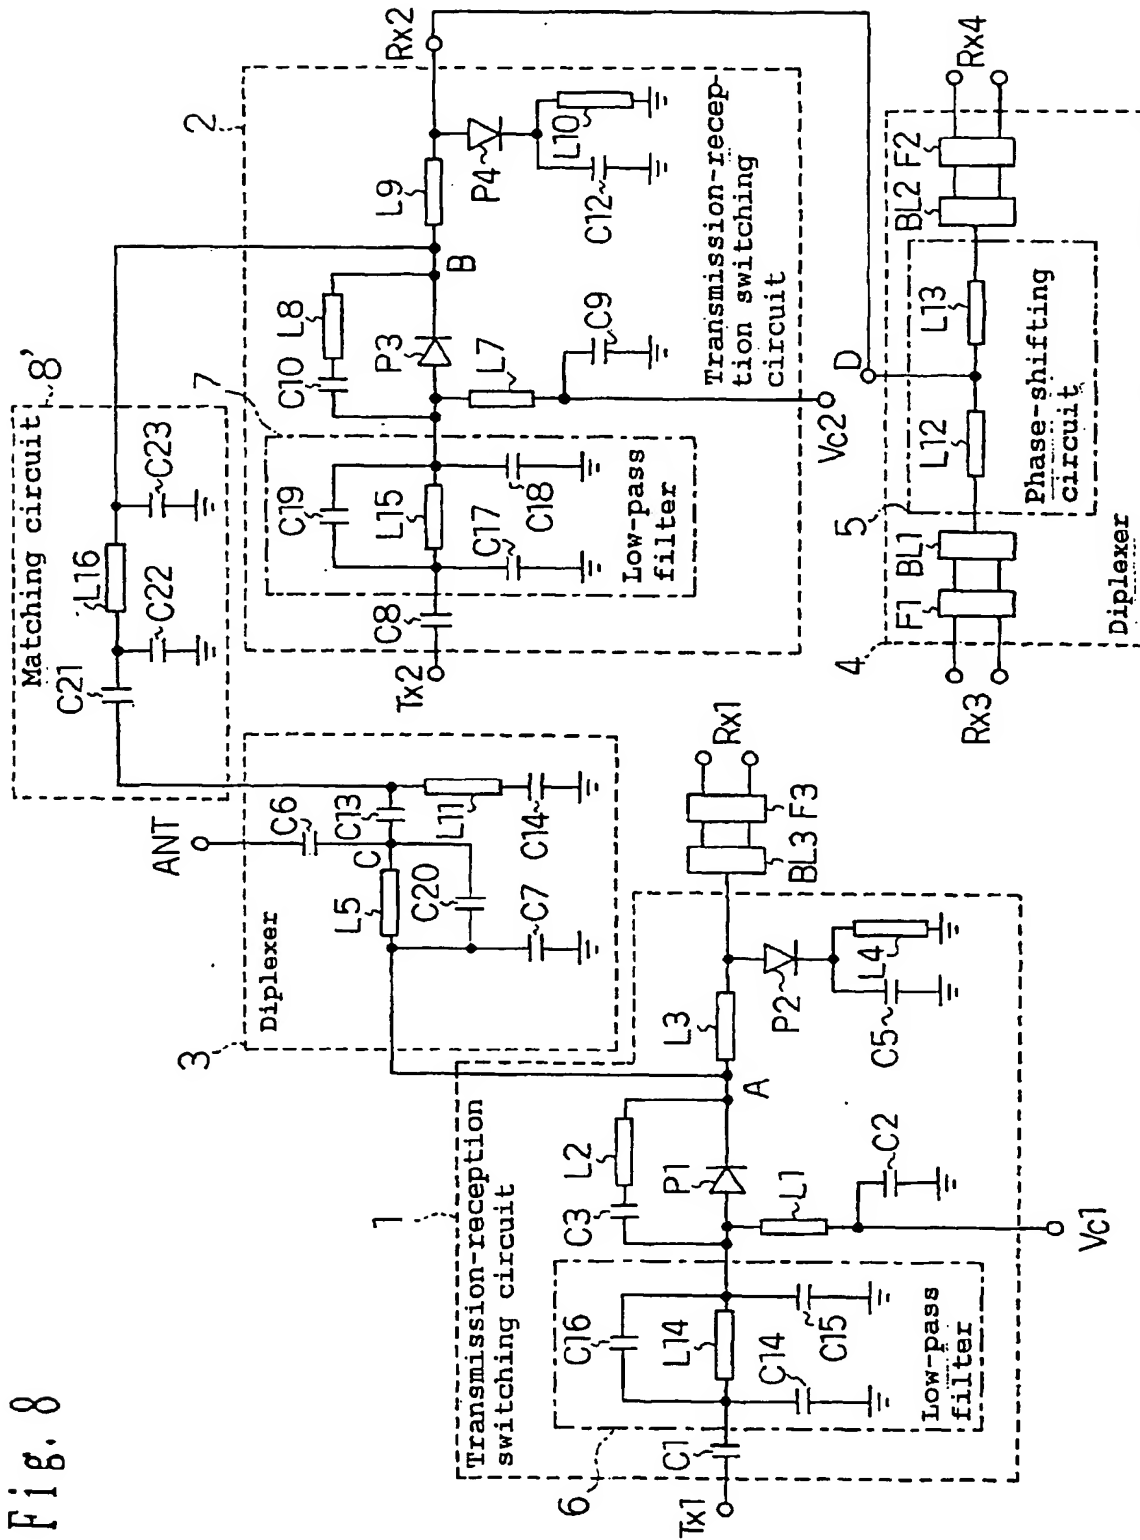 Fig. 8
Matching circuit
8'
C21
L16
C22
C23
ANT
C6
3
Diplexer
L5
C
C13
C20
C7
L11
C14
2
7
Tx2
C8
C19
L15
C17
C18
Low-pass
filter
C10
L8
P3
L7
C9
B
L9
P4
C12
L10
Rx2
Transmission-recep-
tion switching
circuit
Vc2
1
Transmission-reception
switching circuit
6
Tx1
C1
C16
L14
C14
C15
Low-pass
filter
C3
L2
P1
L1
C2
Vc1
A
L3
P2
C5
L4
BL3
F3
Rx1
4
5
Rx3
F1
BL1
L12
D
L13
Phase-shifting
circuit
BL2
F2
Rx4
Diplexer